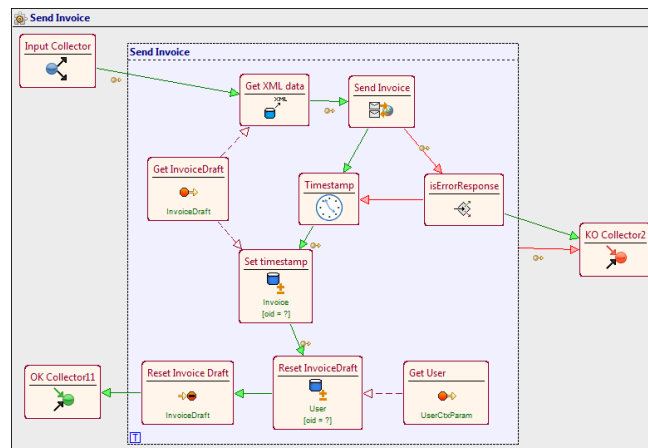 Send Invoice
Input Collector
Send Invoice
Get XML data
XML
Send Invoice
Get InvoiceDraft
InvoiceDraft
Timestamp
isErrorResponse
KO Collector2
Set timestamp
Invoice
[oid = ?]
OK Collector11
Reset Invoice Draft
InvoiceDraft
Reset InvoiceDraft
User
[oid = ?]
Get User
UserCtxParam
T